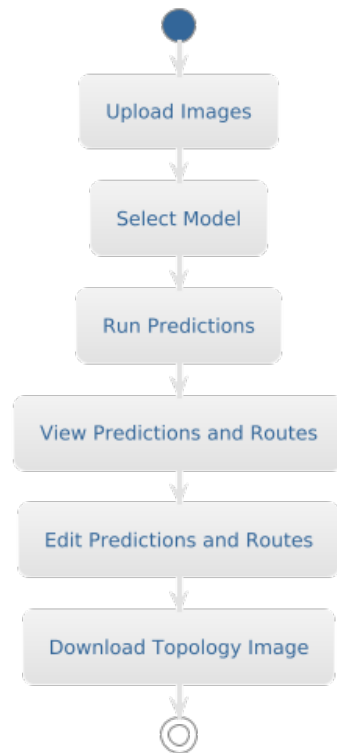 Upload Images
Select Model
Run Predictions
View Predictions and Routes
Edit Predictions and Routes
Download Topology Image